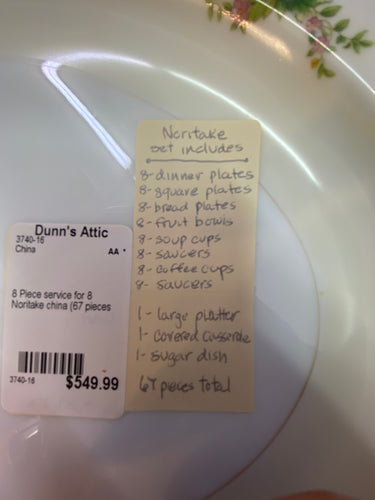 Noritake
set includes
8-dinner plates
8-square plates
8-bread plates
8-fruit bowls
8-soup cups
8-saucers
8-coffee cups
8-saucers
1-large platter
1-covered casserole
1-sugar dish
67 pieces total
Dunn's Attic
3740-16
China
AA *
8 Piece service for 8
Noritake china (67 pieces
3740-16
$549.99